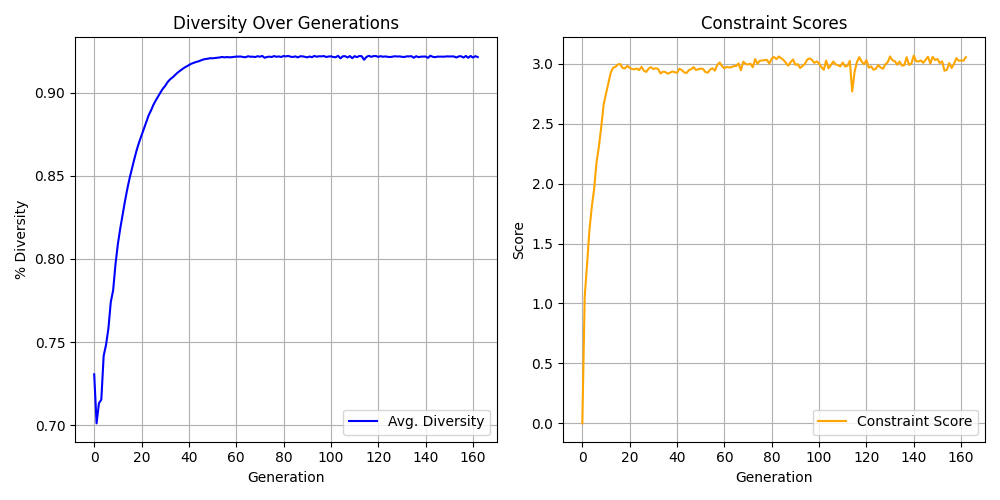 Diversity Over Generations
% Diversity
0.90
0.85
0.80
0.75
0.70
0 20 40 60 80 100 120 140 160
Generation
Avg. Diversity
Constraint Scores
Score
3.0
2.5
2.0
1.5
1.0
0.5
0.0
0 20 40 60 80 100 120 140 160
Generation
Constraint Score